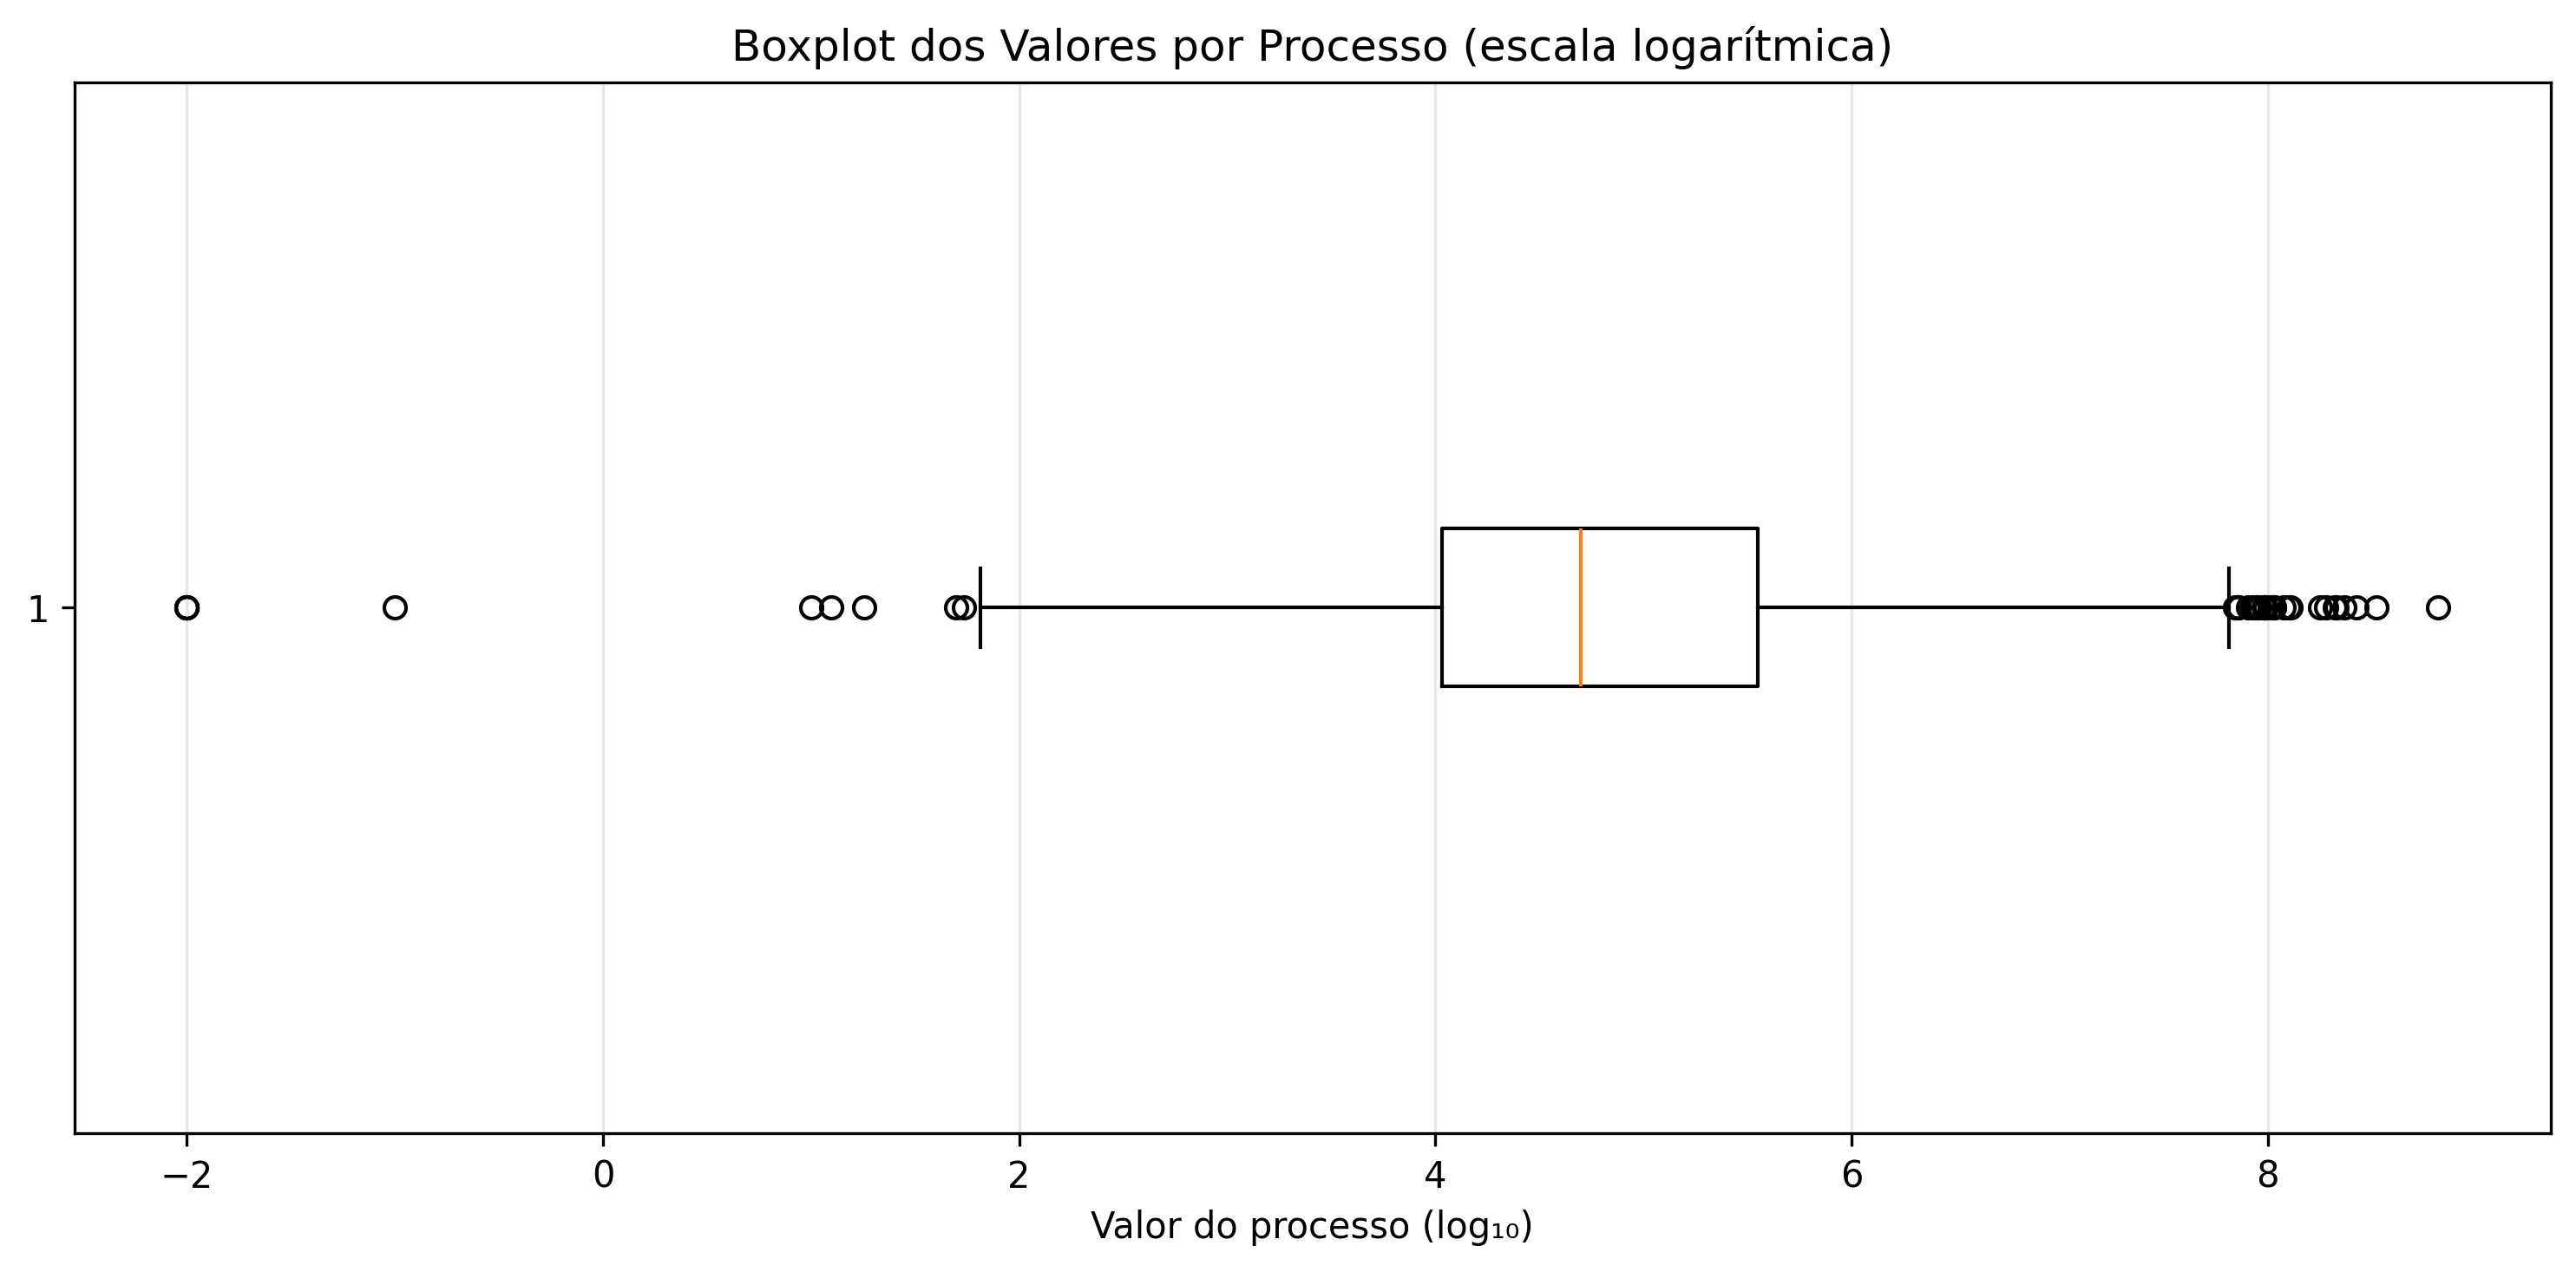 Boxplot dos Valores por Processo (escala logarítmica)
1
−2 0 2 4 6 8
Valor do processo (log₁₀)